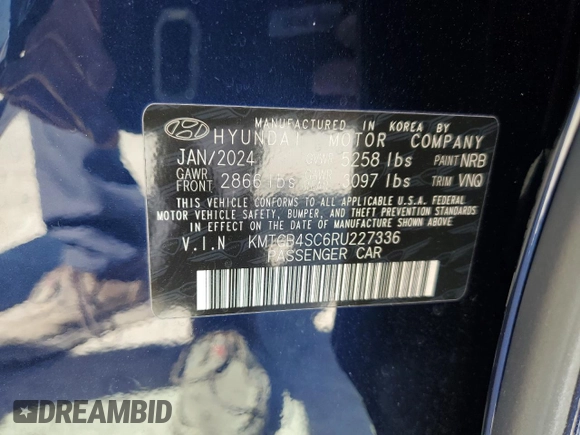 MANUFACTURED IN KOREA BY
HYUNDAI MOTOR COMPANY
JAN/2024 GVWR 5258 lbs PAINT NRB
GAWR FRONT 2866 lbs 3097 lbs TRIM VNQ
THIS VEHICLE CONFORMS TO ALL APPLICABLE U.S.A. FEDERAL
MOTOR VEHICLE SAFETY, BUMPER, AND THEFT PREVENTION STANDARDS
IN EFFECT ON THE DATE OF MANUFACTURE SHOWN ABOVE
V.I.N KMTGB4SC6RU227336
PASSENGER CAR
DREAMBID